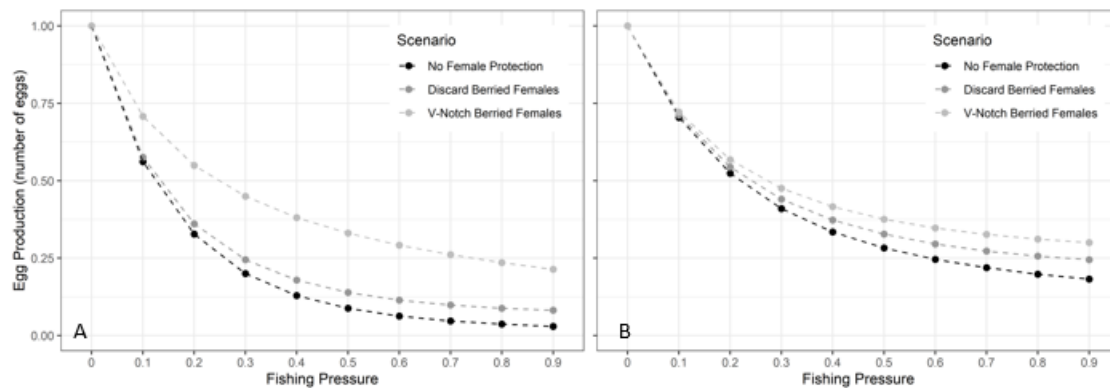 Egg Production (number of eggs)
1.00
0.75
0.50
0.25
0.00
Scenario
No Female Protection
Discard Berried Females
V-Notch Berried Females
A
0 0.1 0.2 0.3 0.4 0.5 0.6 0.7 0.8 0.9
Fishing Pressure
Scenario
No Female Protection
Discard Berried Females
V-Notch Berried Females
B
0 0.1 0.2 0.3 0.4 0.5 0.6 0.7 0.8 0.9
Fishing Pressure